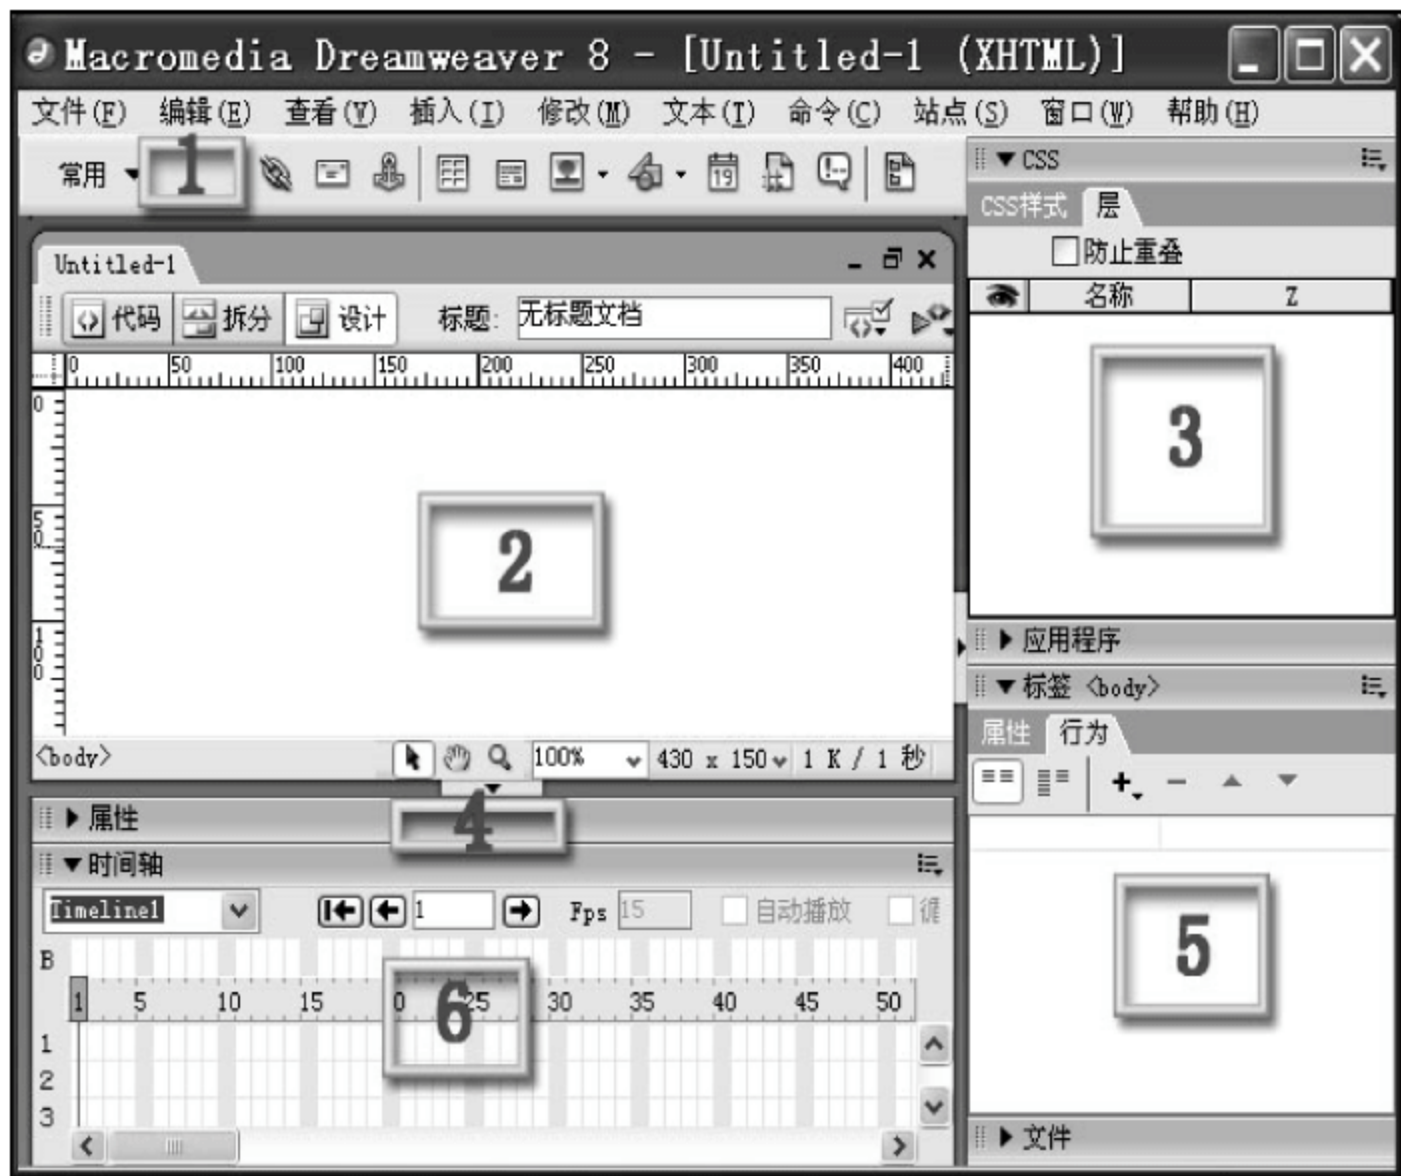 Macromedia Dreamweaver 8 - [Untitled-1 (XHTML)]
文件(F) 编辑(E) 查看(V) 插入(I) 修改(M) 文本(T) 命令(C) 站点(S) 窗口(W) 帮助(H)
常用 1 19
CSS
CSS样式 层
防止重叠
名称 Z
3
Untitled-1
代码 拆分 设计 标题: 无标题文档
0 50 100 150 200 250 300 350 400
0
50
100
2
<body> 100% 430 x 150 1 K / 1 秒
应用程序
标签 <body>
属性 行为
5
文件
属性 4
时间轴
Timeline1 1 Fps 15 自动播放 循
B
1 5 10 15 0 25 30 35 40 45 50
6
1
2
3